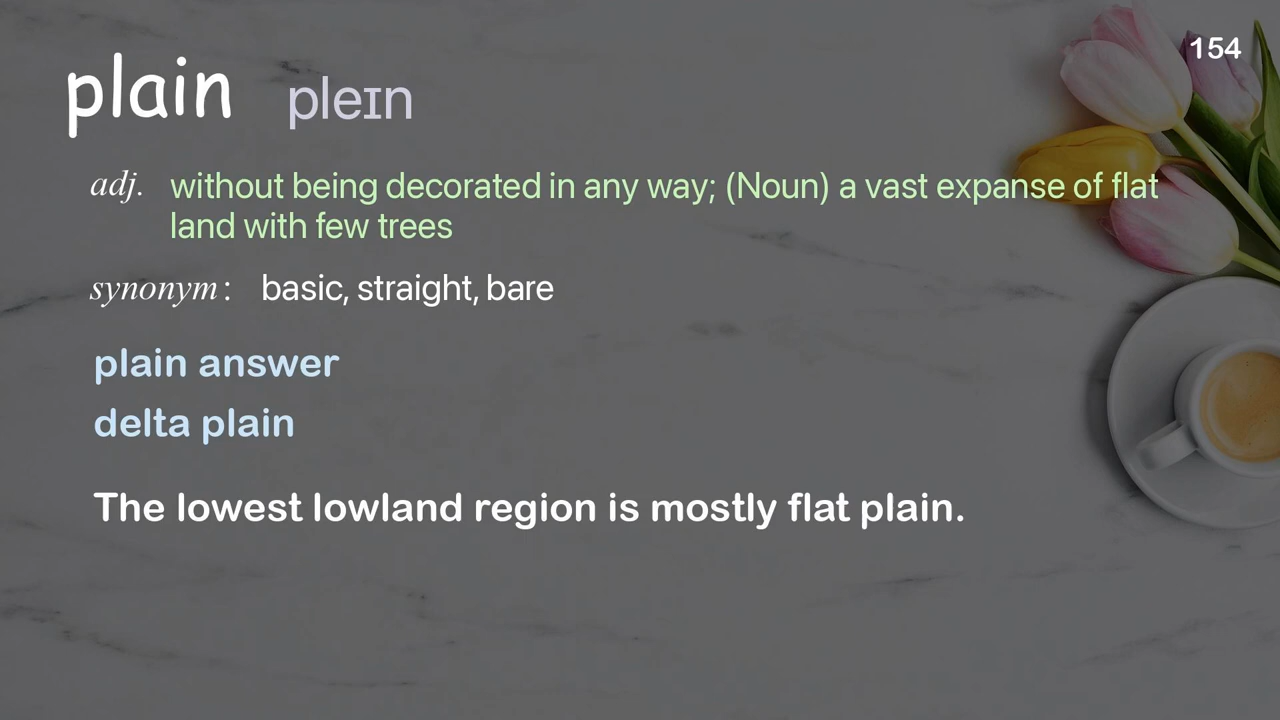 154
plain pleɪn
adj. without being decorated in any way; (Noun) a vast expanse of flat
land with few trees
synonym: basic, straight, bare
plain answer
delta plain
The lowest lowland region is mostly flat plain.